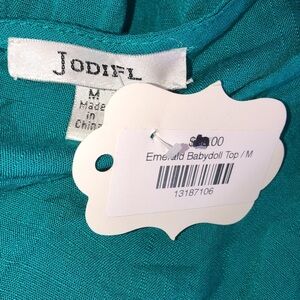 JODIFL
M
Made
in
China
Emerald Babydoll Top / M
13187106